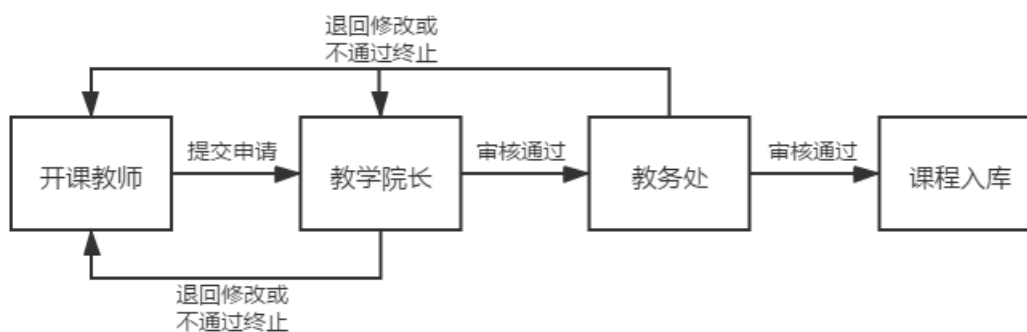 退回修改或
不通过终止
提交申请
审核通过
审核通过
开课教师
教学院长
教务处
课程入库
退回修改或
不通过终止